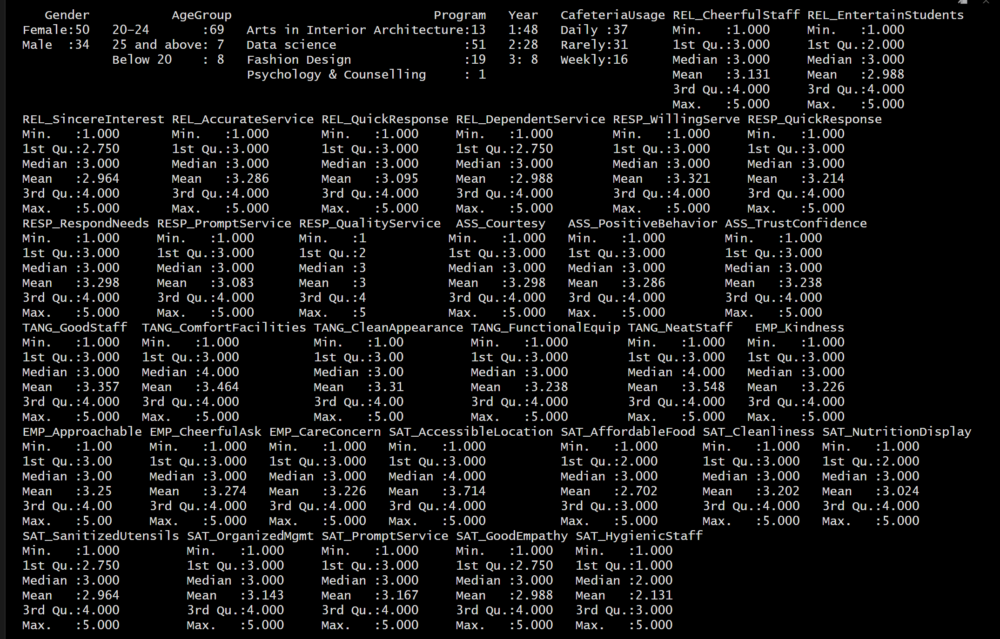 Gender           AgeGroup                           Program   Year   CafeteriaUsage REL_CheerfulStaff REL_EntertainStudents
Female:50   20-24       :69   Arts in Interior Architecture:13   1:48   Daily :37      Min.   :1.000     Min.   :1.000
Male  :34   25 and above: 7   Data science                 :51   2:28   Rarely:31      1st Qu.:3.000     1st Qu.:2.000
            Below 20    : 8   Fashion Design               :19   3: 8   Weekly:16      Median :3.000     Median :3.000
                              Psychology & Counselling     : 1                         Mean   :3.131     Mean   :2.988
                                                                                       3rd Qu.:4.000     3rd Qu.:4.000
                                                                                       Max.   :5.000     Max.   :5.000
REL_SincereInterest REL_AccurateService REL_QuickResponse REL_DependentService RESP_WillingServe RESP_QuickResponse
Min.   :1.000       Min.   :1.000       Min.   :1.000     Min.   :1.000        Min.   :1.000     Min.   :1.000
1st Qu.:2.750       1st Qu.:3.000       1st Qu.:3.000     1st Qu.:2.750        1st Qu.:3.000     1st Qu.:3.000
Median :3.000       Median :3.000       Median :3.000     Median :3.000        Median :3.000     Median :3.000
Mean   :2.964       Mean   :3.286       Mean   :3.095     Mean   :2.988        Mean   :3.321     Mean   :3.214
3rd Qu.:4.000       3rd Qu.:4.000       3rd Qu.:4.000     3rd Qu.:4.000        3rd Qu.:4.000     3rd Qu.:4.000
Max.   :5.000       Max.   :5.000       Max.   :5.000     Max.   :5.000        Max.   :5.000     Max.   :5.000
RESP_RespondNeeds RESP_PromptService RESP_QualityService  ASS_Courtesy   ASS_PositiveBehavior ASS_TrustConfidence
Min.   :1.000     Min.   :1.000      Min.   :1           Min.   :1.000   Min.   :1.000        Min.   :1.000
1st Qu.:3.000     1st Qu.:3.000      1st Qu.:2           1st Qu.:3.000   1st Qu.:3.000        1st Qu.:3.000
Median :3.000     Median :3.000      Median :3           Median :3.000   Median :3.000        Median :3.000
Mean   :3.298     Mean   :3.083      Mean   :3           Mean   :3.298   Mean   :3.286        Mean   :3.238
3rd Qu.:4.000     3rd Qu.:4.000      3rd Qu.:4           3rd Qu.:4.000   3rd Qu.:4.000        3rd Qu.:4.000
Max.   :5.000     Max.   :5.000      Max.   :5           Max.   :5.000   Max.   :5.000        Max.   :5.000
TANG_GoodStaff  TANG_ComfortFacilities TANG_CleanAppearance TANG_FunctionalEquip TANG_NeatStaff   EMP_Kindness
Min.   :1.000   Min.   :1.000          Min.   :1.00         Min.   :1.000        Min.   :1.000   Min.   :1.000
1st Qu.:3.000   1st Qu.:3.000          1st Qu.:3.00         1st Qu.:3.000        1st Qu.:3.000   1st Qu.:3.000
Median :3.000   Median :4.000          Median :3.00         Median :3.000        Median :4.000   Median :3.000
Mean   :3.357   Mean   :3.464          Mean   :3.31         Mean   :3.238        Mean   :3.548   Mean   :3.226
3rd Qu.:4.000   3rd Qu.:4.000          3rd Qu.:4.00         3rd Qu.:4.000        3rd Qu.:4.000   3rd Qu.:4.000
Max.   :5.000   Max.   :5.000          Max.   :5.00         Max.   :5.000        Max.   :5.000   Max.   :5.000
EMP_Approachable EMP_CheerfulAsk EMP_CareConcern SAT_AccessibleLocation SAT_AffordableFood SAT_Cleanliness SAT_NutritionDisplay
Min.   :1.00     Min.   :1.000   Min.   :1.000   Min.   :1.000          Min.   :1.000      Min.   :1.000   Min.   :1.000
1st Qu.:3.00     1st Qu.:3.000   1st Qu.:3.000   1st Qu.:3.000          1st Qu.:2.000      1st Qu.:3.000   1st Qu.:2.000
Median :3.00     Median :3.000   Median :3.000   Median :4.000          Median :3.000      Median :3.000   Median :3.000
Mean   :3.25     Mean   :3.274   Mean   :3.226   Mean   :3.714          Mean   :2.702      Mean   :3.202   Mean   :3.024
3rd Qu.:4.00     3rd Qu.:4.000   3rd Qu.:4.000   3rd Qu.:4.000          3rd Qu.:3.000      3rd Qu.:4.000   3rd Qu.:4.000
Max.   :5.00     Max.   :5.000   Max.   :5.000   Max.   :5.000          Max.   :5.000      Max.   :5.000   Max.   :5.000
SAT_SanitizedUtensils SAT_OrganizedMgmt SAT_PromptService SAT_GoodEmpathy SAT_HygienicStaff
Min.   :1.000         Min.   :1.000     Min.   :1.000     Min.   :1.000   Min.   :1.000
1st Qu.:2.750         1st Qu.:3.000     1st Qu.:3.000     1st Qu.:2.750   1st Qu.:1.000
Median :3.000         Median :3.000     Median :3.000     Median :3.000   Median :2.000
Mean   :2.964         Mean   :3.143     Mean   :3.167     Mean   :2.988   Mean   :2.131
3rd Qu.:4.000         3rd Qu.:4.000     3rd Qu.:4.000     3rd Qu.:4.000   3rd Qu.:3.000
Max.   :5.000         Max.   :5.000     Max.   :5.000     Max.   :5.000   Max.   :5.000